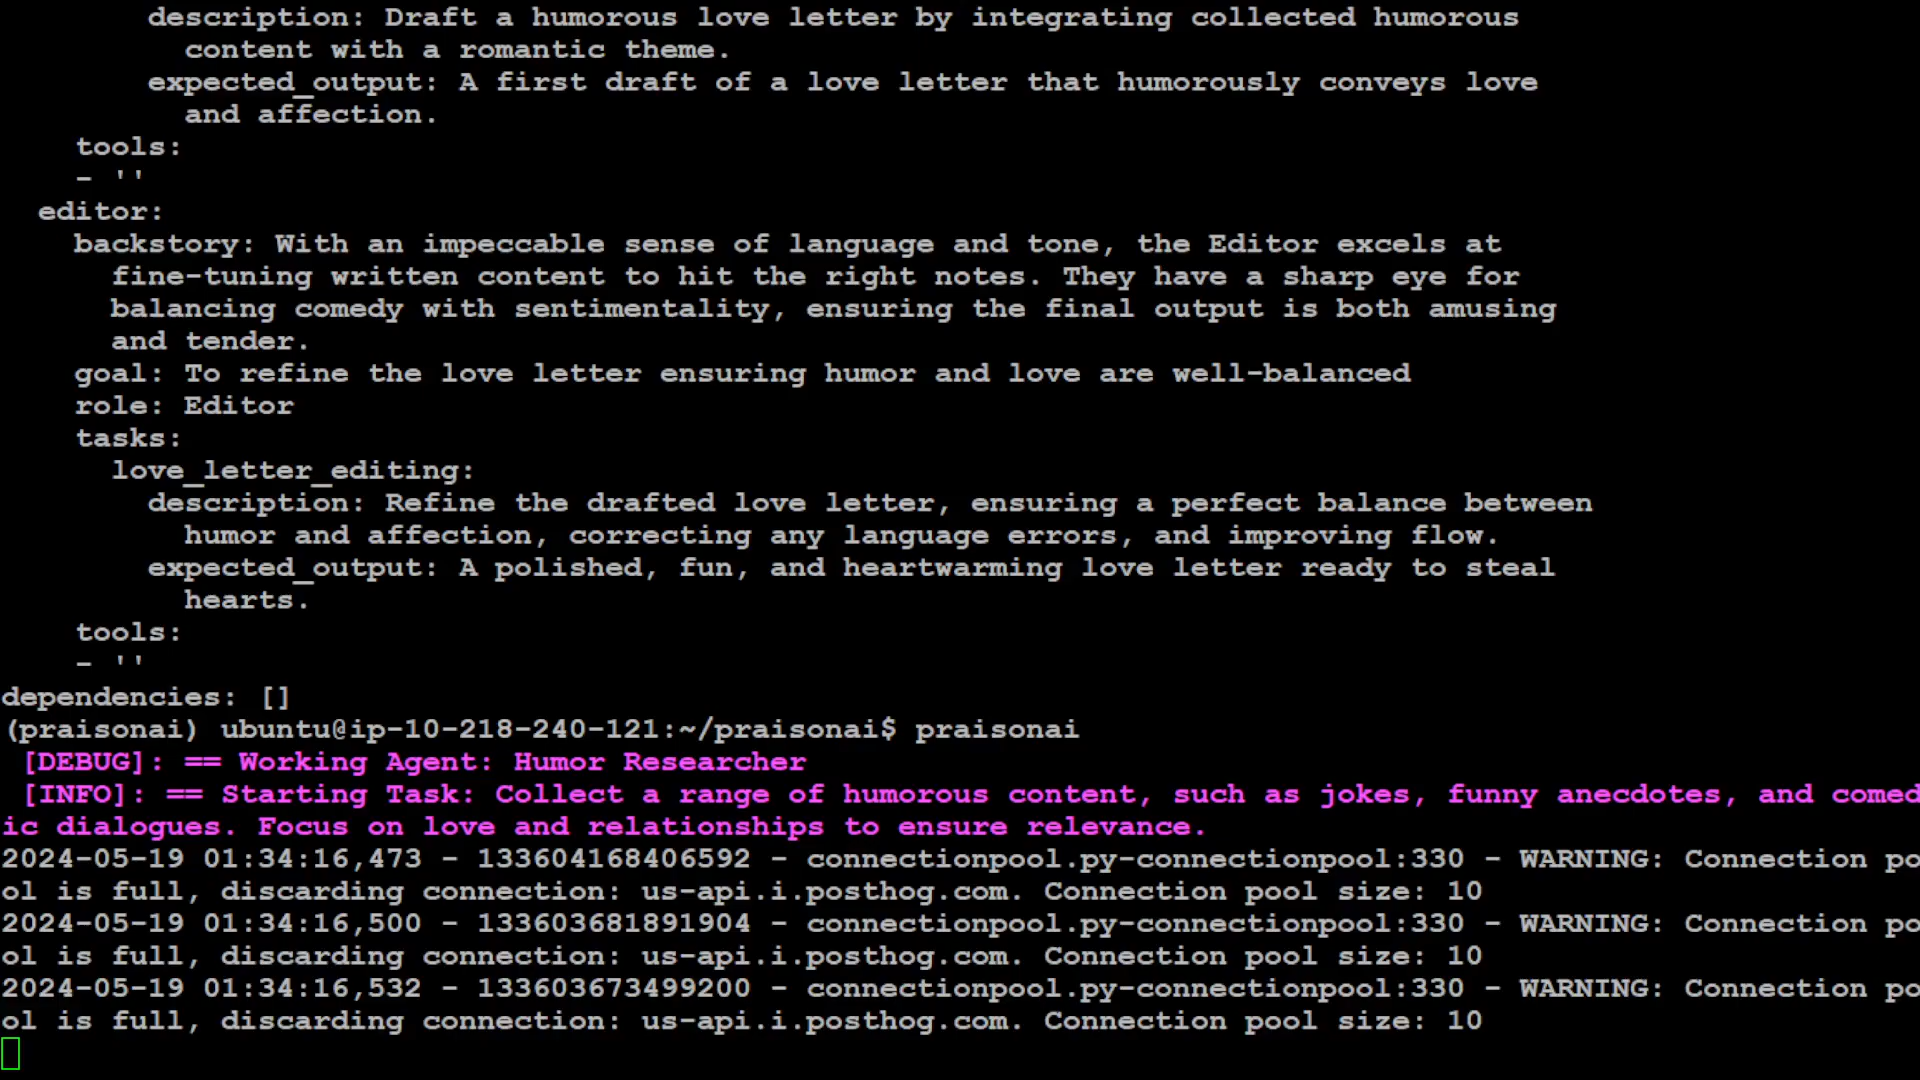 description: Draft a humorous love letter by integrating collected humorous
content with a romantic theme.
expected_output: A first draft of a love letter that humorously conveys love
and affection.
tools:
- ''
editor:
backstory: With an impeccable sense of language and tone, the Editor excels at
fine-tuning written content to hit the right notes. They have a sharp eye for
balancing comedy with sentimentality, ensuring the final output is both amusing
and tender.
goal: To refine the love letter ensuring humor and love are well-balanced
role: Editor
tasks:
love_letter_editing:
description: Refine the drafted love letter, ensuring a perfect balance between
humor and affection, correcting any language errors, and improving flow.
expected_output: A polished, fun, and heartwarming love letter ready to steal
hearts.
tools:
- ''
dependencies: []
(praisonai) ubuntu@ip-10-218-240-121:~/praisonai$ praisonai
[DEBUG]: == Working Agent: Humor Researcher
[INFO]: == Starting Task: Collect a range of humorous content, such as jokes, funny anecdotes, and comed
ic dialogues. Focus on love and relationships to ensure relevance.
2024-05-19 01:34:16,473 - 133604168406592 - connectionpool.py-connectionpool:330 - WARNING: Connection po
ol is full, discarding connection: us-api.i.posthog.com. Connection pool size: 10
2024-05-19 01:34:16,500 - 133603681891904 - connectionpool.py-connectionpool:330 - WARNING: Connection po
ol is full, discarding connection: us-api.i.posthog.com. Connection pool size: 10
2024-05-19 01:34:16,532 - 133603673499200 - connectionpool.py-connectionpool:330 - WARNING: Connection po
ol is full, discarding connection: us-api.i.posthog.com. Connection pool size: 10